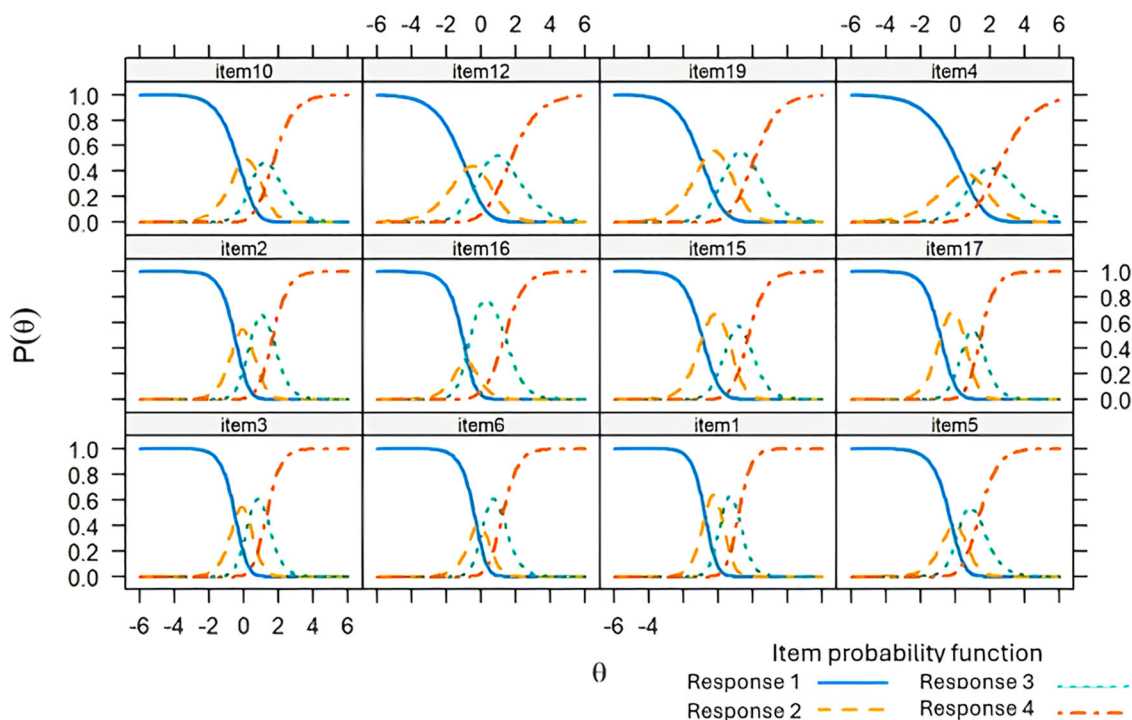 -6 -4 -2 0 2 4 6 -6 -4 -2 0 2 4 6
item10 item12 item19 item4
1.0
0.8
0.6
0.4
0.2
0.0
item2 item16 item15 item17
1.0
0.8
0.6
0.4
0.2
0.0
P(θ)
item3 item6 item1 item5
1.0
0.8
0.6
0.4
0.2
0.0
-6 -4 -2 0 2 4 6 -6 -4
θ
Item probability function
Response 1 Response 3
Response 2 Response 4